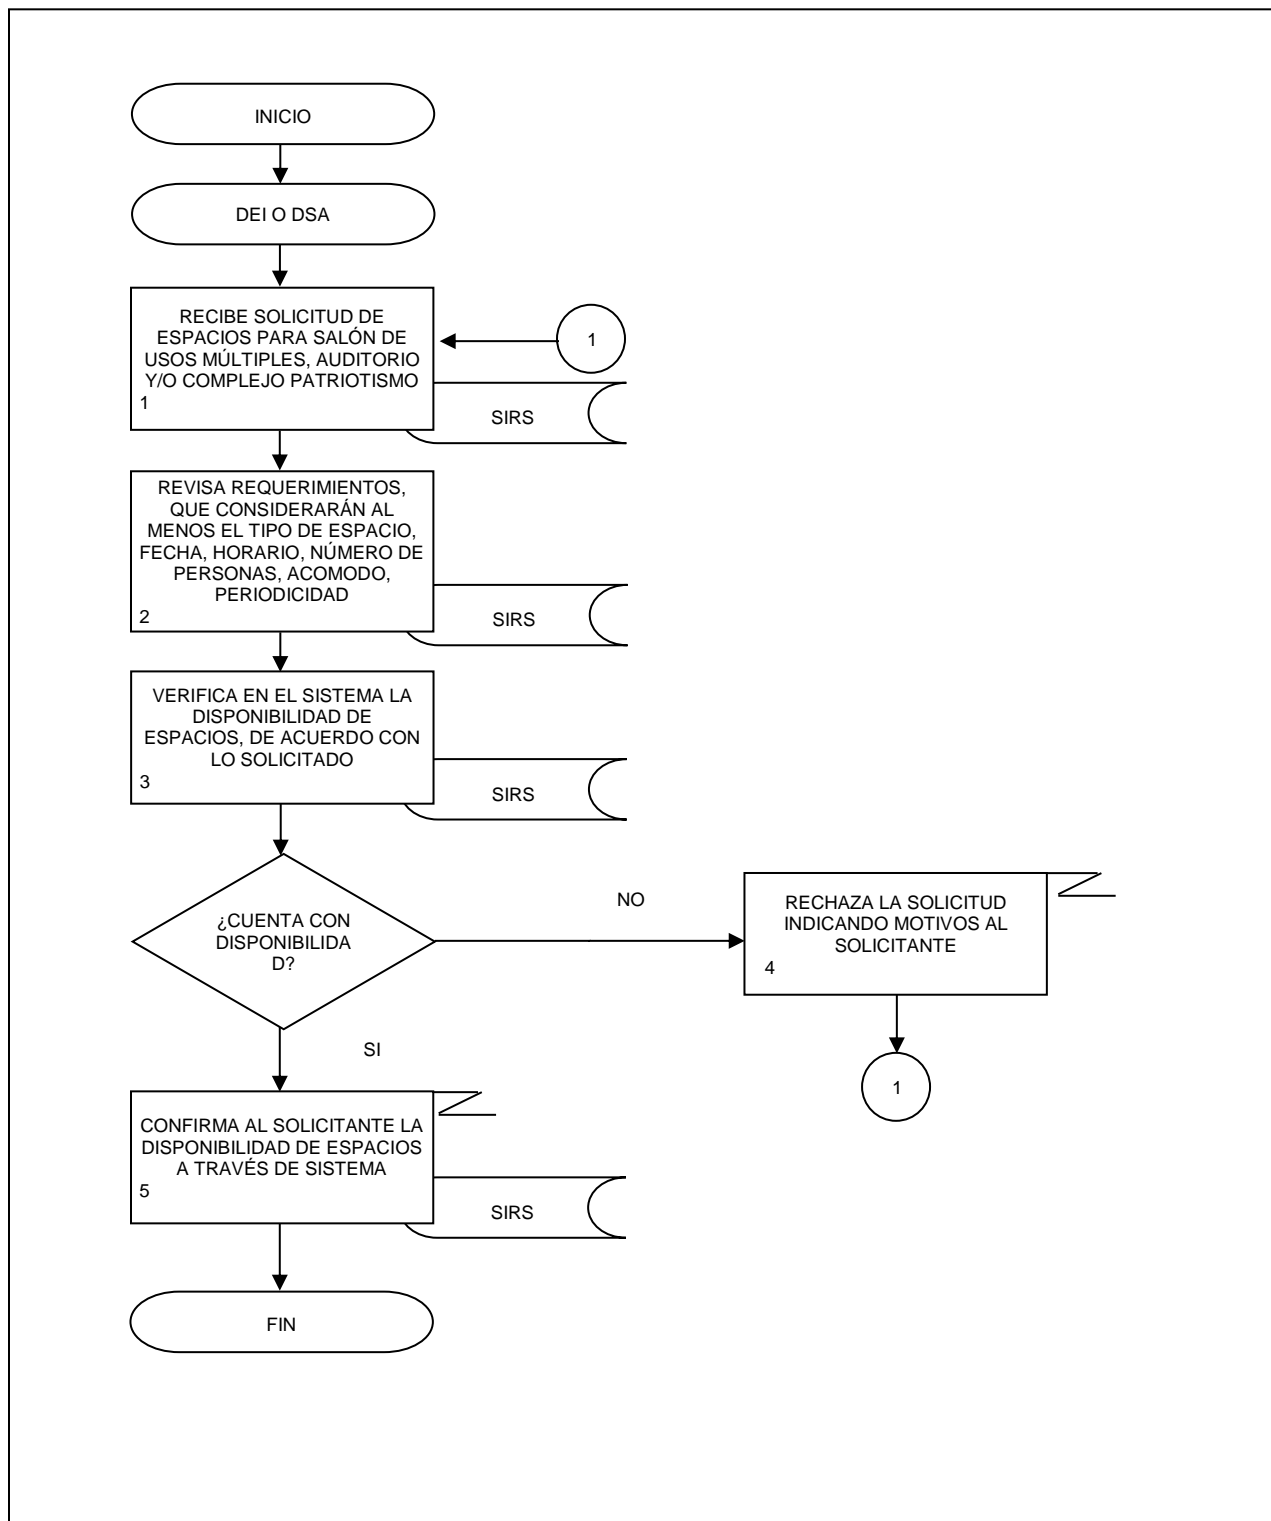 INICIO
DEI O DSA
RECIBE SOLICITUD DE
ESPACIOS PARA SALÓN DE
USOS MÚLTIPLES, AUDITORIO
Y/O COMPLEJO PATRIOTISMO
1
1
SIRS
REVISA REQUERIMIENTOS,
QUE CONSIDERARÁN AL
MENOS EL TIPO DE ESPACIO,
FECHA, HORARIO, NÚMERO DE
PERSONAS, ACOMODO,
PERIODICIDAD
2
SIRS
VERIFICA EN EL SISTEMA LA
DISPONIBILIDAD DE
ESPACIOS, DE ACUERDO CON
LO SOLICITADO
3
SIRS
¿CUENTA CON
DISPONIBILIDA
D?
NO
RECHAZA LA SOLICITUD
INDICANDO MOTIVOS AL
SOLICITANTE
4
1
SI
CONFIRMA AL SOLICITANTE LA
DISPONIBILIDAD DE ESPACIOS
A TRAVÉS DE SISTEMA
5
SIRS
FIN